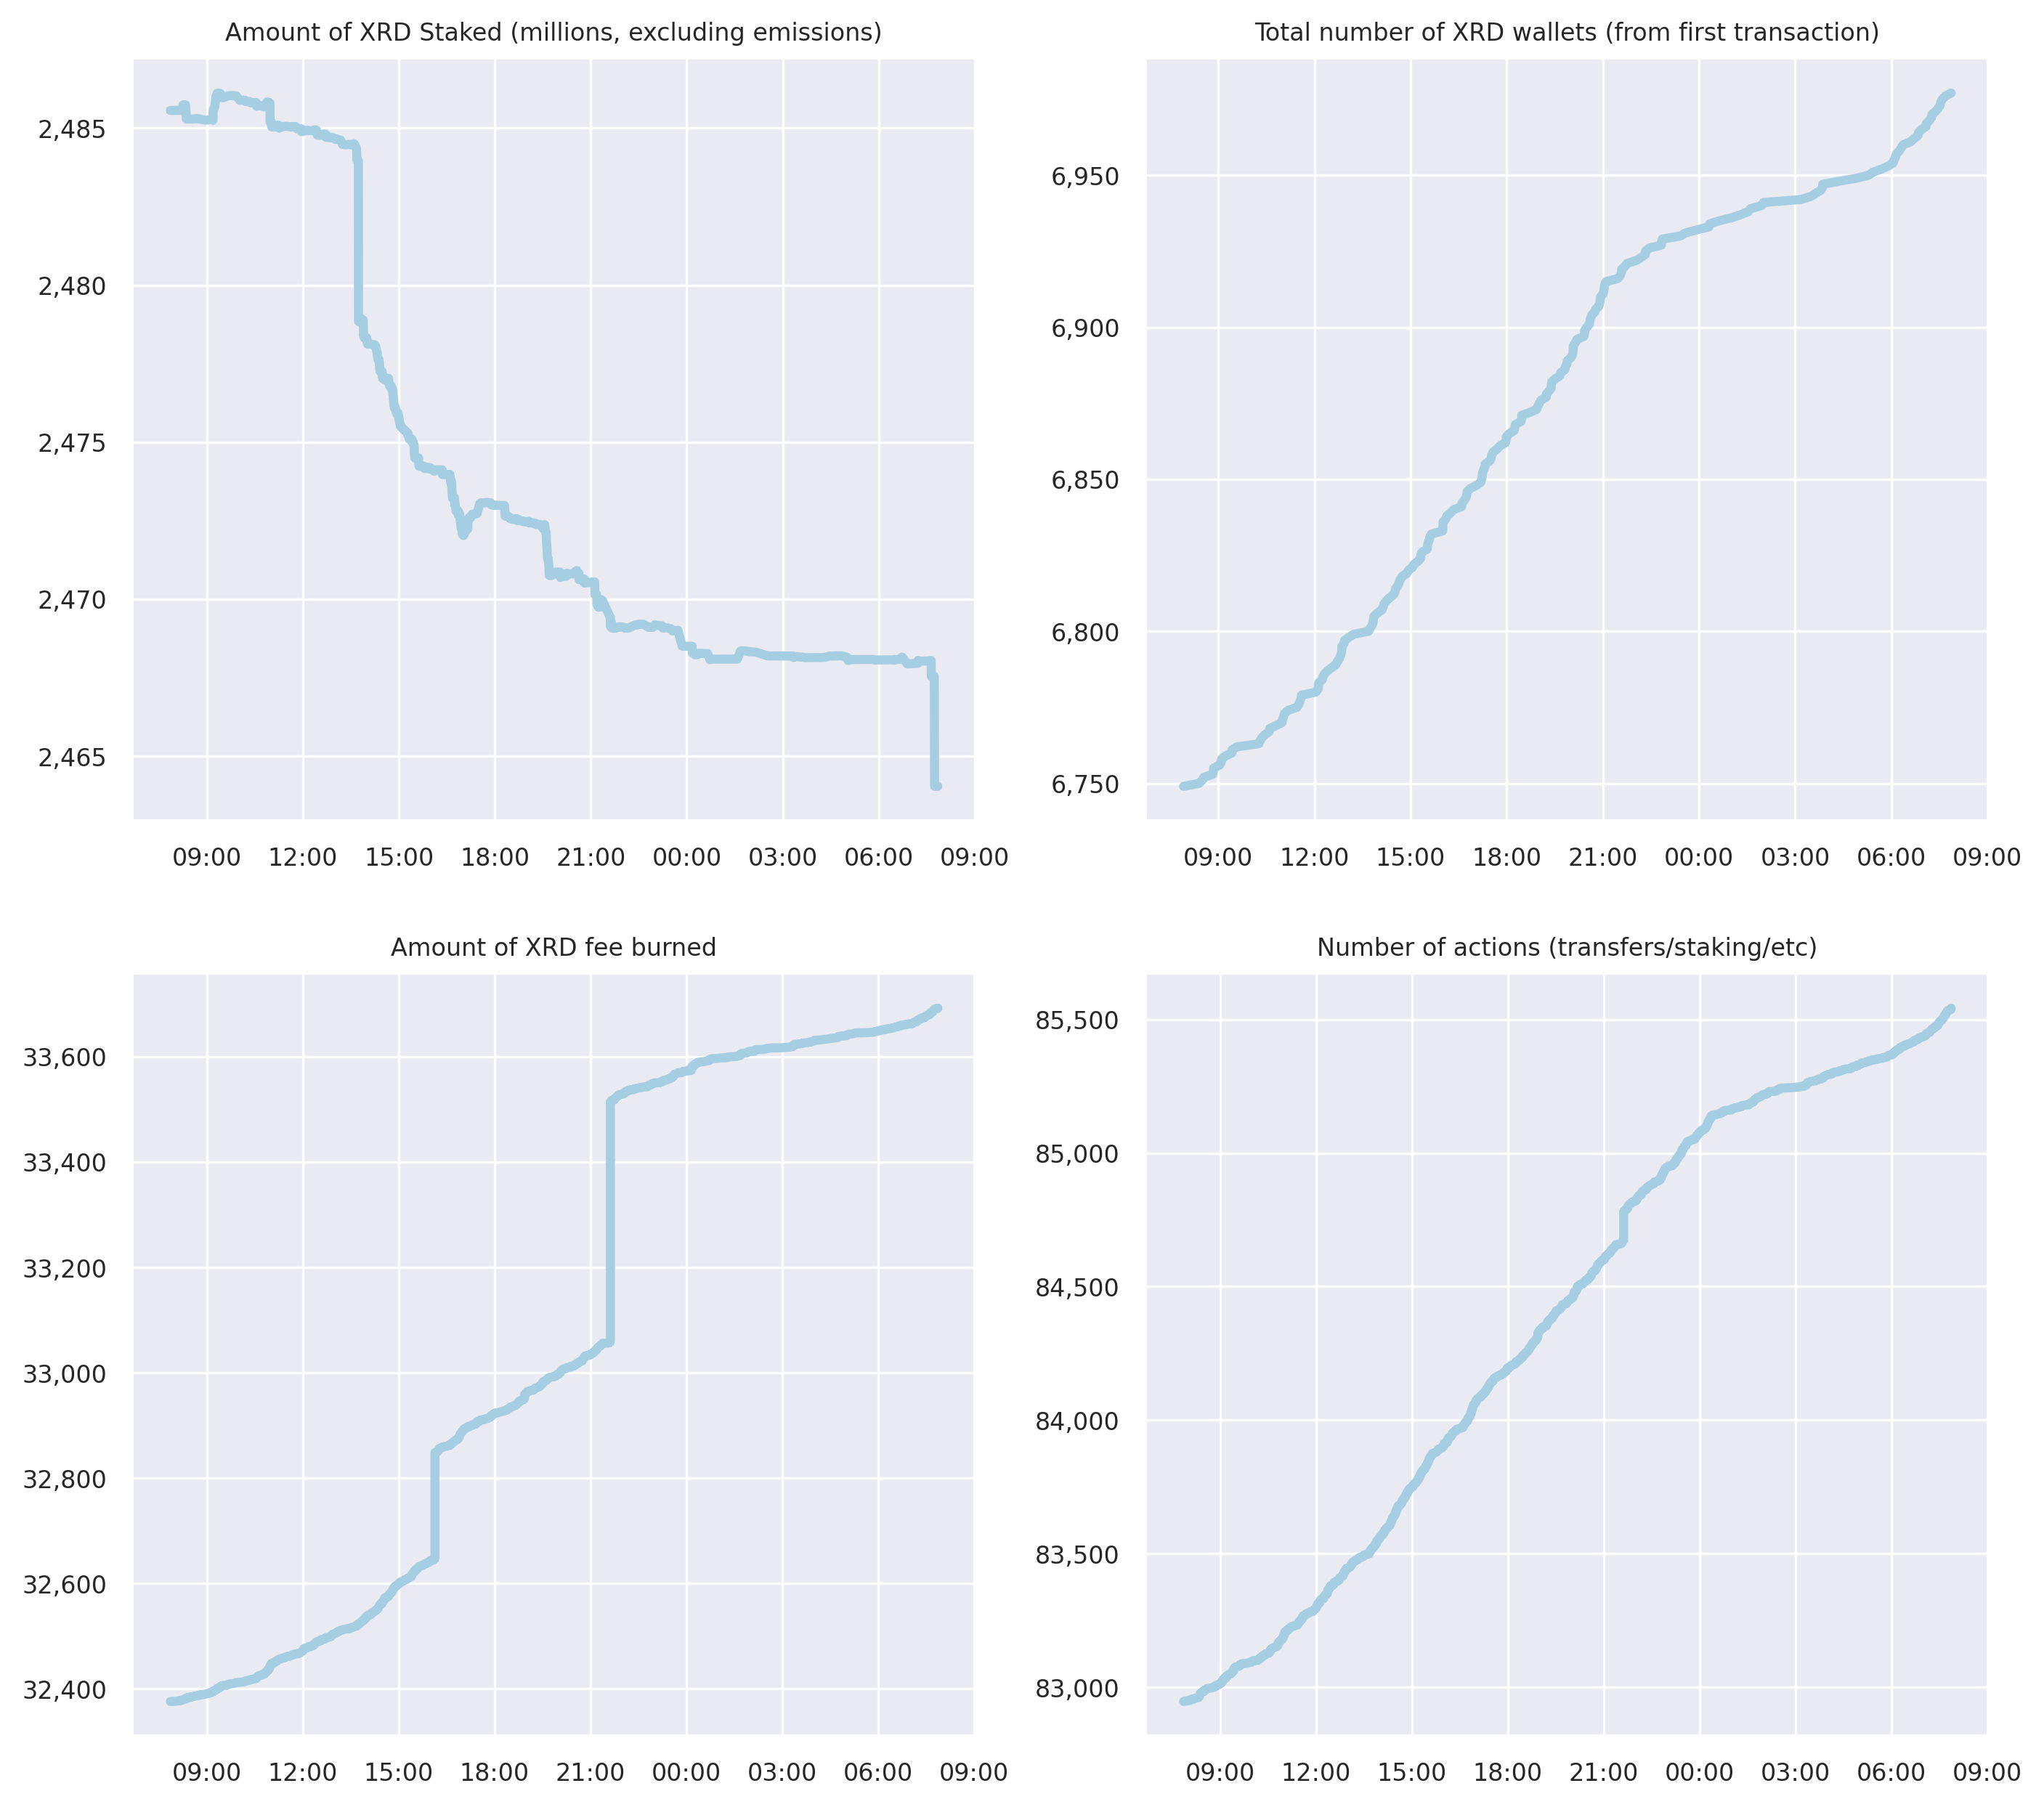 Amount of XRD Staked (millions, excluding emissions)
2,485
2,480
2,475
2,470
2,465
09:00 12:00 15:00 18:00 21:00 00:00 03:00 06:00 09:00
Total number of XRD wallets (from first transaction)
6,950
6,900
6,850
6,800
6,750
09:00 12:00 15:00 18:00 21:00 00:00 03:00 06:00 09:00
Amount of XRD fee burned
33,600
33,400
33,200
33,000
32,800
32,600
32,400
09:00 12:00 15:00 18:00 21:00 00:00 03:00 06:00 09:00
Number of actions (transfers/staking/etc)
85,500
85,000
84,500
84,000
83,500
83,000
09:00 12:00 15:00 18:00 21:00 00:00 03:00 06:00 09:00